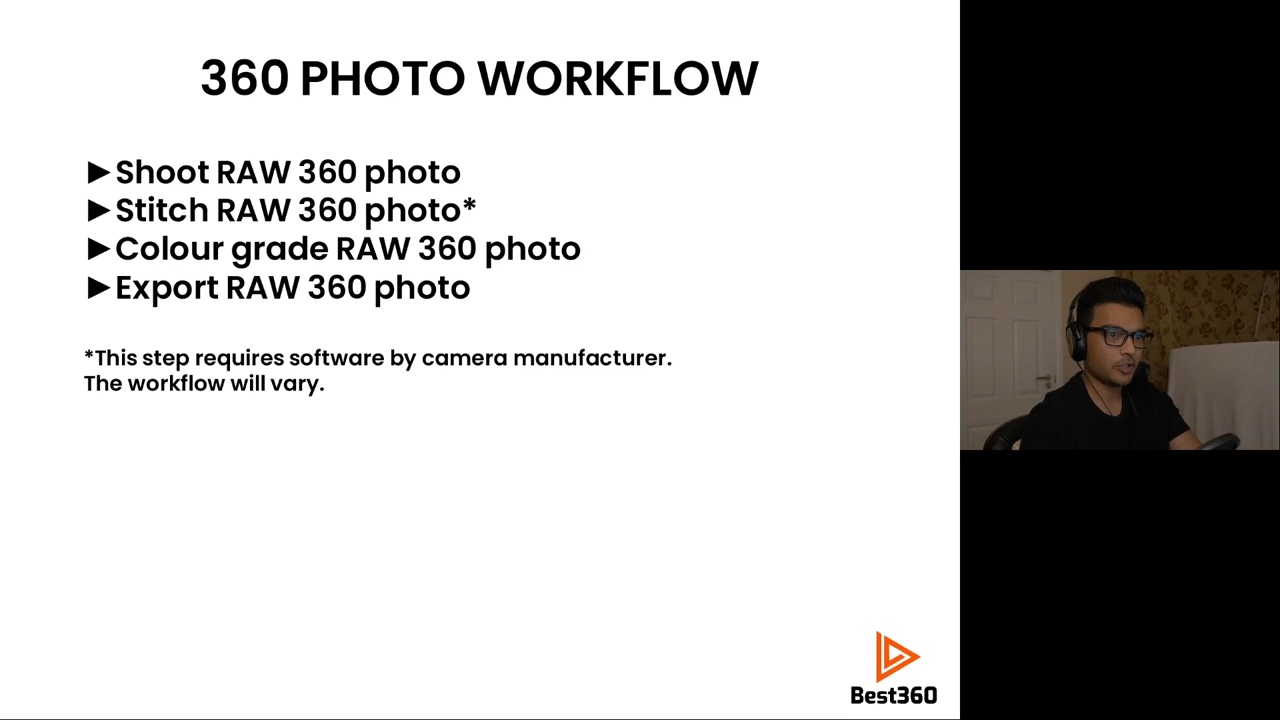 360 PHOTO WORKFLOW
►Shoot RAW 360 photo
►Stitch RAW 360 photo*
►Colour grade RAW 360 photo
►Export RAW 360 photo
*This step requires software by camera manufacturer.
The workflow will vary.
Best360